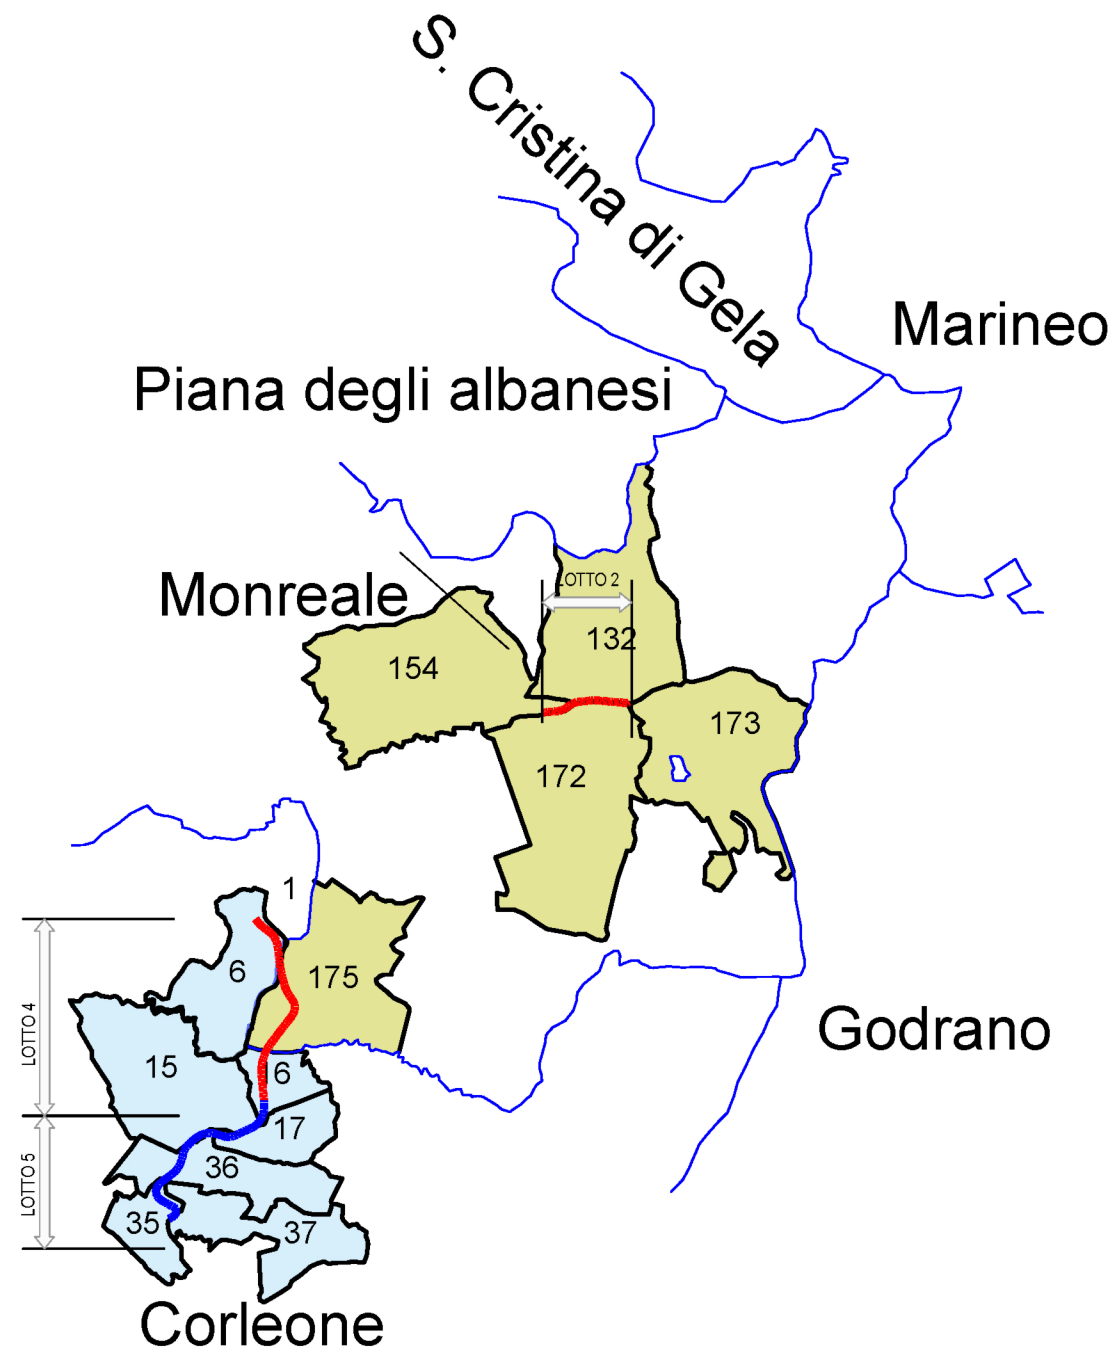 S. Cristina di Gela
Marineo
Piana degli albanesi
LOTTO 2
Monreale
132
154
173
172
1
6
175
LOTTO 4
Godrano
15
6
17
36
LOTTO 5
35
37
Corleone